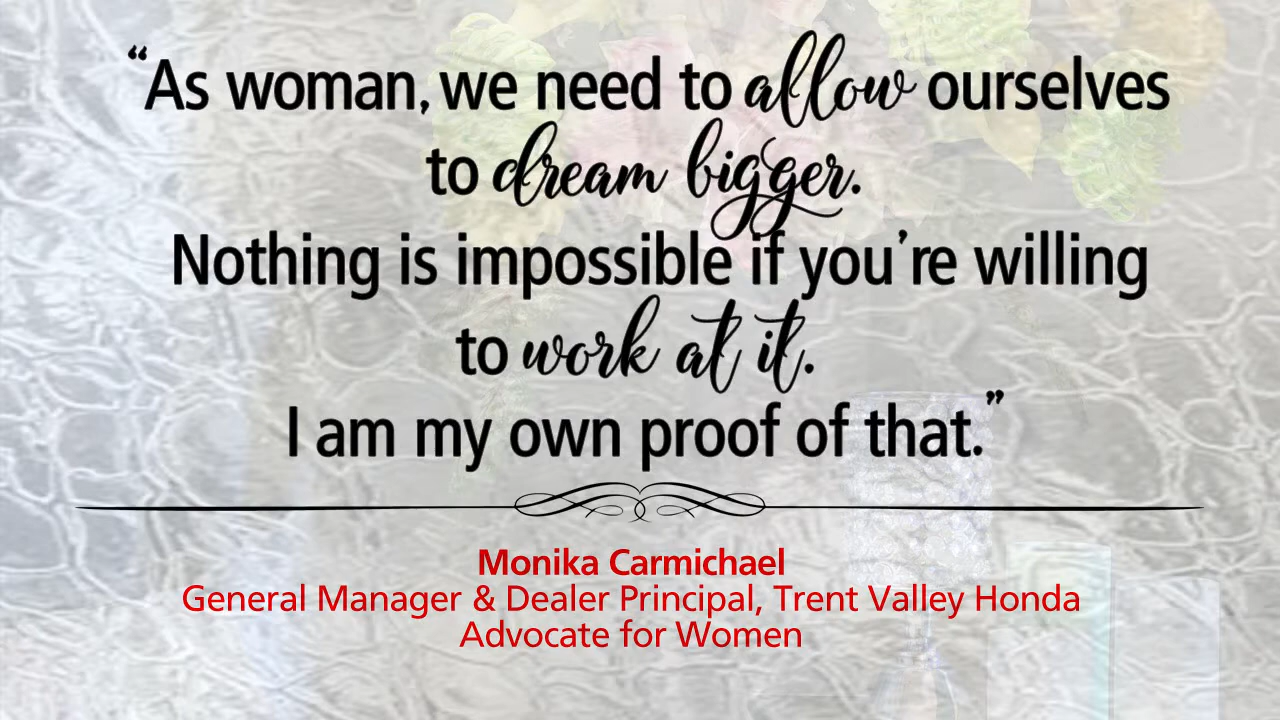 “As woman, we need to allow ourselves
to dream bigger.
Nothing is impossible if you’re willing
to work at it.
I am my own proof of that.”
Monika Carmichael
General Manager & Dealer Principal, Trent Valley Honda
Advocate for Women